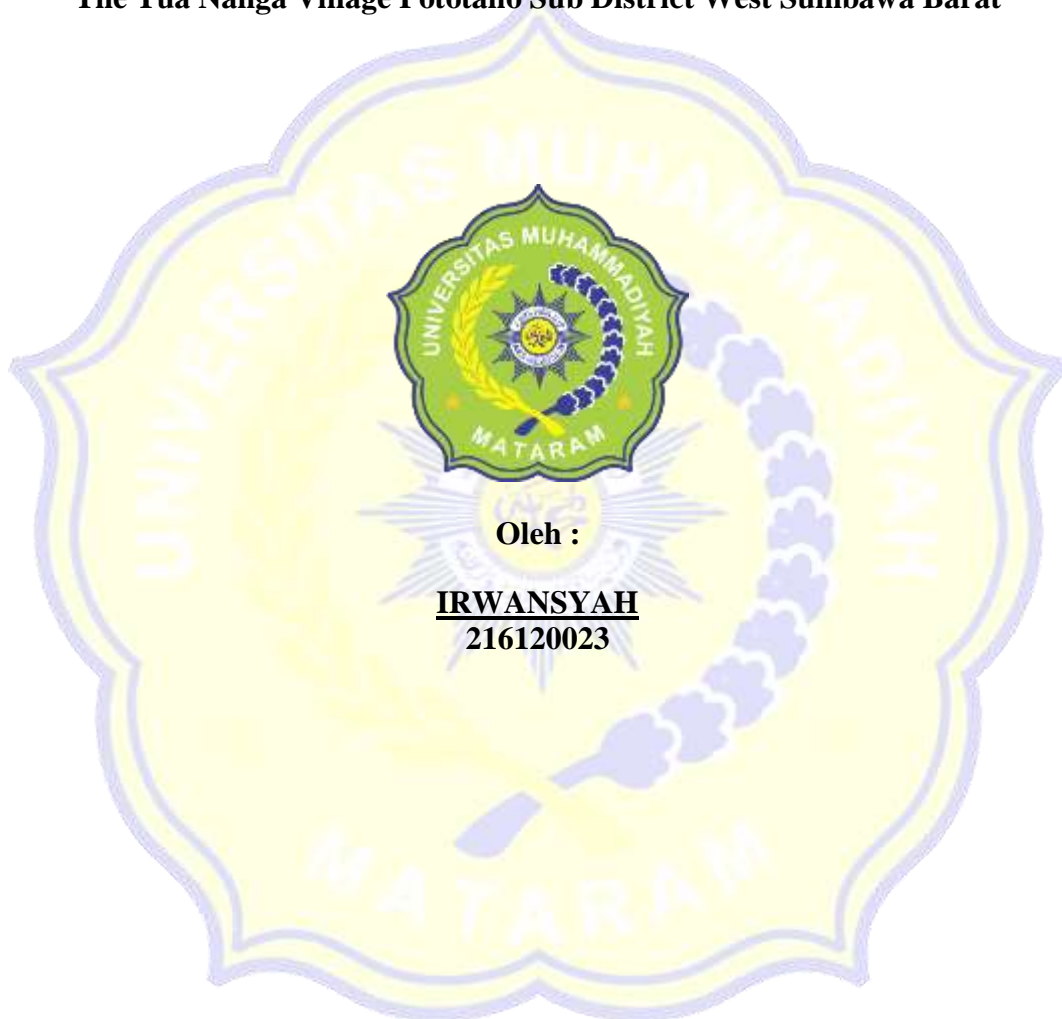 The Tua Nanga Village Pototano Sub District West Sumbawa Barat
UNIVERSITAS MUHAMMADIYAH
MATARAM
UNIVERSITAS MUHAMMADIYAH
MATARAM
Oleh :
IRWANSYAH
216120023